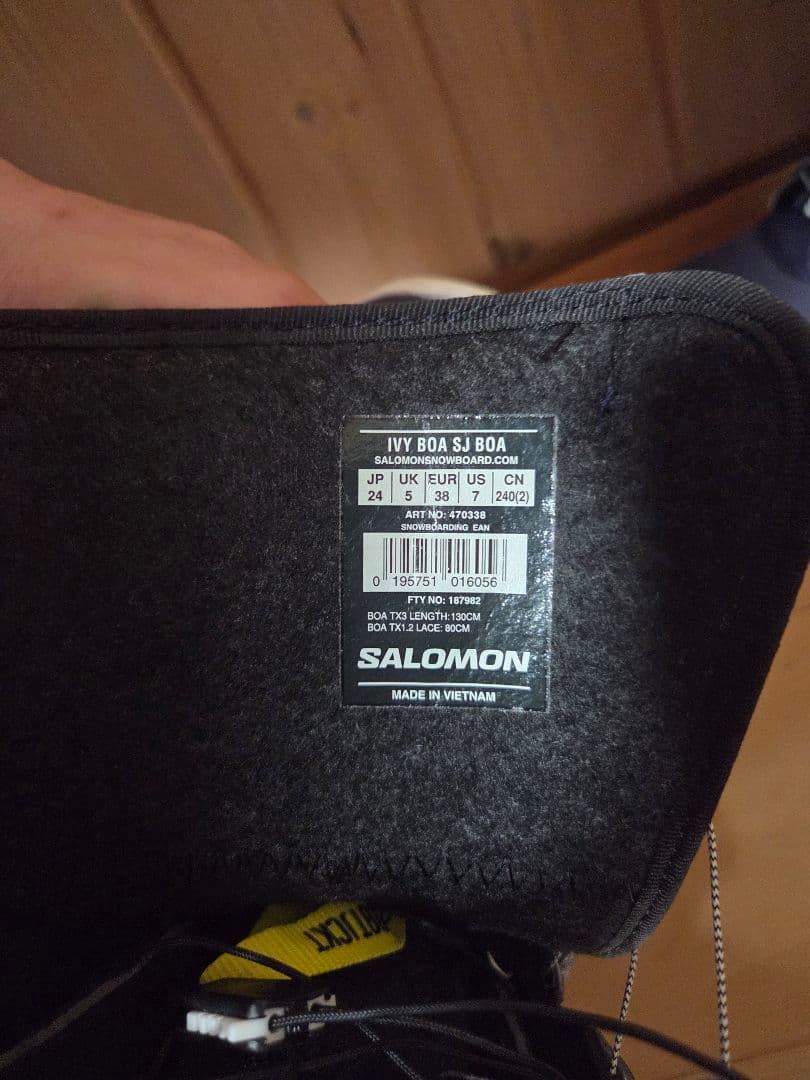 IVY BOA SJ BOA
SALOMONSNOWBOARD.COM
JP UK EUR US CN
24 5 38 7 240(2)
ART NO: 470338
SNOWBOARDING EAN
0 195751 016056
FTY NO: 187982
BOA TX3 LENGTH:130CM
BOA TX1.2 LACE: 80CM
SALOMON
MADE IN VIETNAM